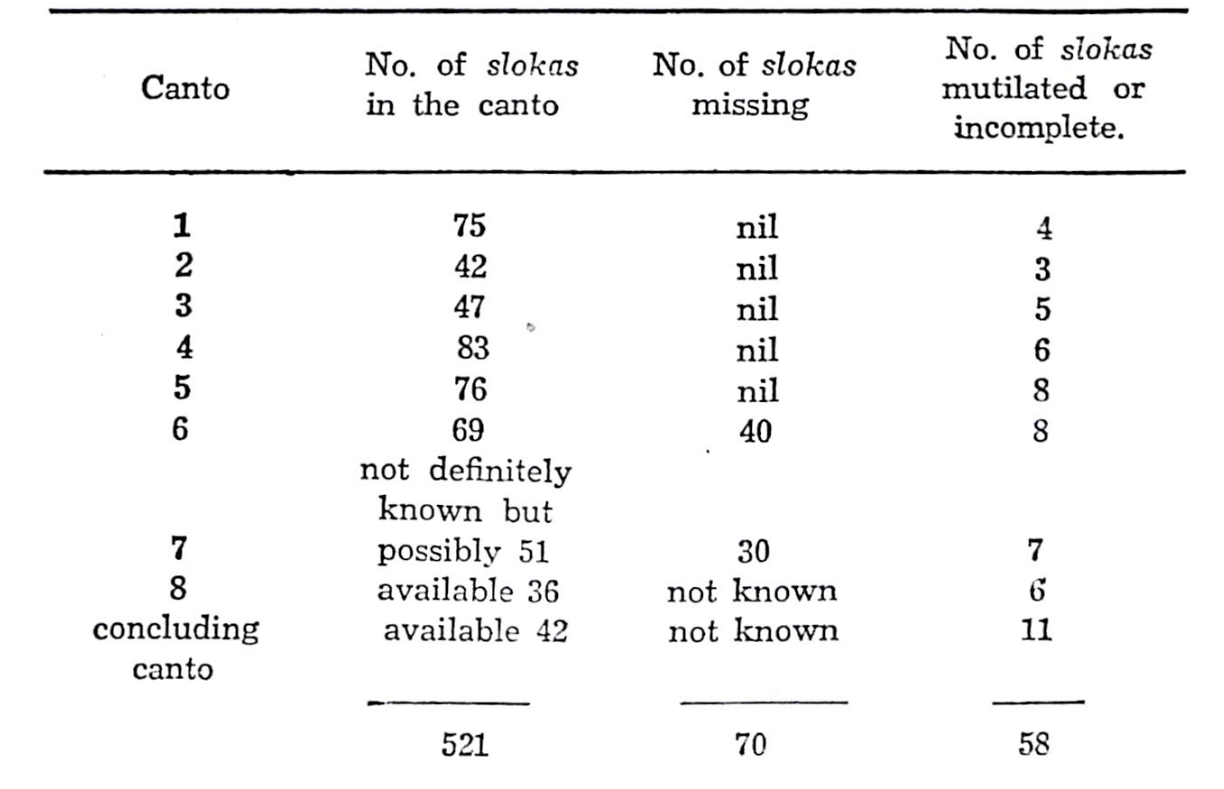 Canto No. of slokas in the canto No. of slokas missing No. of slokas mutilated or incomplete.
1 75 nil 4
2 42 nil 3
3 47 nil 5
4 83 nil 6
5 76 nil 8
6 69 40 8
not definitely
known but
7 possibly 51 30 7
8 available 36 not known 6
concluding available 42 not known 11
canto
521 70 58